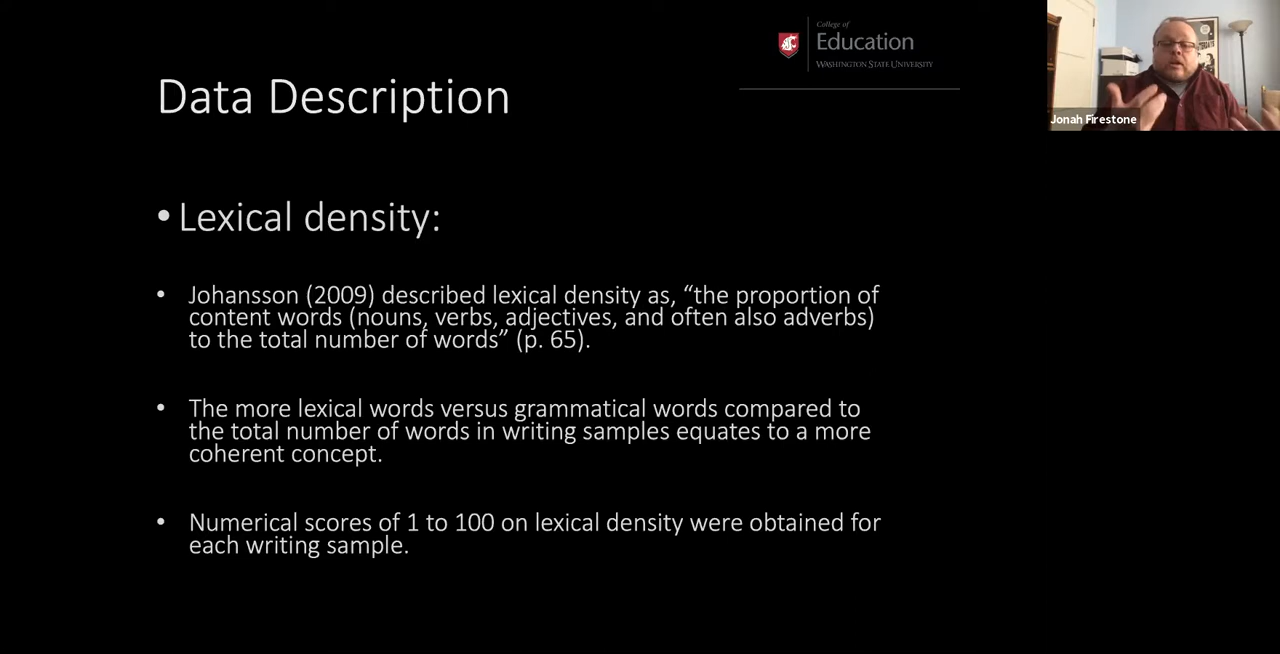 College of
Education
WASHINGTON STATE UNIVERSITY
Jonah Firestone
Data Description
• Lexical density:
• Johansson (2009) described lexical density as, “the proportion of
content words (nouns, verbs, adjectives, and often also adverbs)
to the total number of words” (p. 65).
• The more lexical words versus grammatical words compared to
the total number of words in writing samples equates to a more
coherent concept.
• Numerical scores of 1 to 100 on lexical density were obtained for
each writing sample.